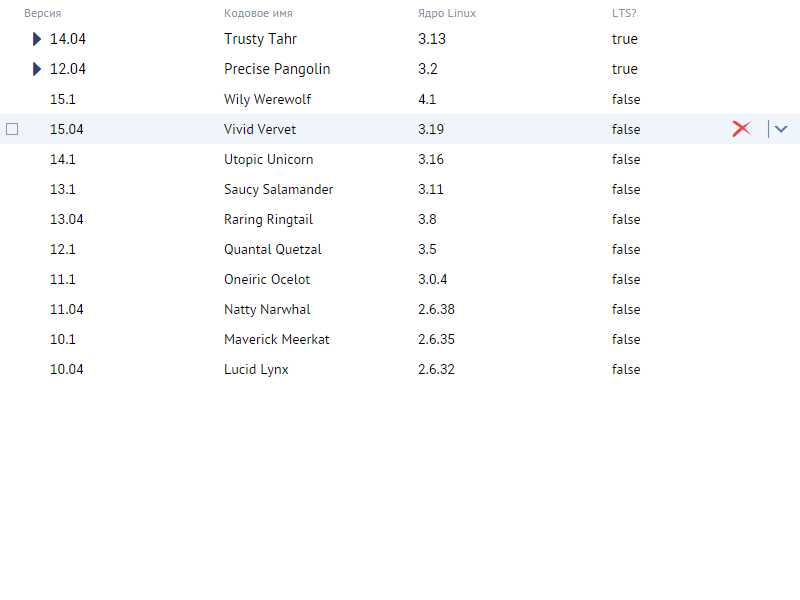 Версия Кодовое имя Ядро Linux LTS?
14.04 Trusty Tahr 3.13 true
12.04 Precise Pangolin 3.2 true
15.1 Wily Werewolf 4.1 false
15.04 Vivid Vervet 3.19 false
14.1 Utopic Unicorn 3.16 false
13.1 Saucy Salamander 3.11 false
13.04 Raring Ringtail 3.8 false
12.1 Quantal Quetzal 3.5 false
11.1 Oneiric Ocelot 3.0.4 false
11.04 Natty Narwhal 2.6.38 false
10.1 Maverick Meerkat 2.6.35 false
10.04 Lucid Lynx 2.6.32 false